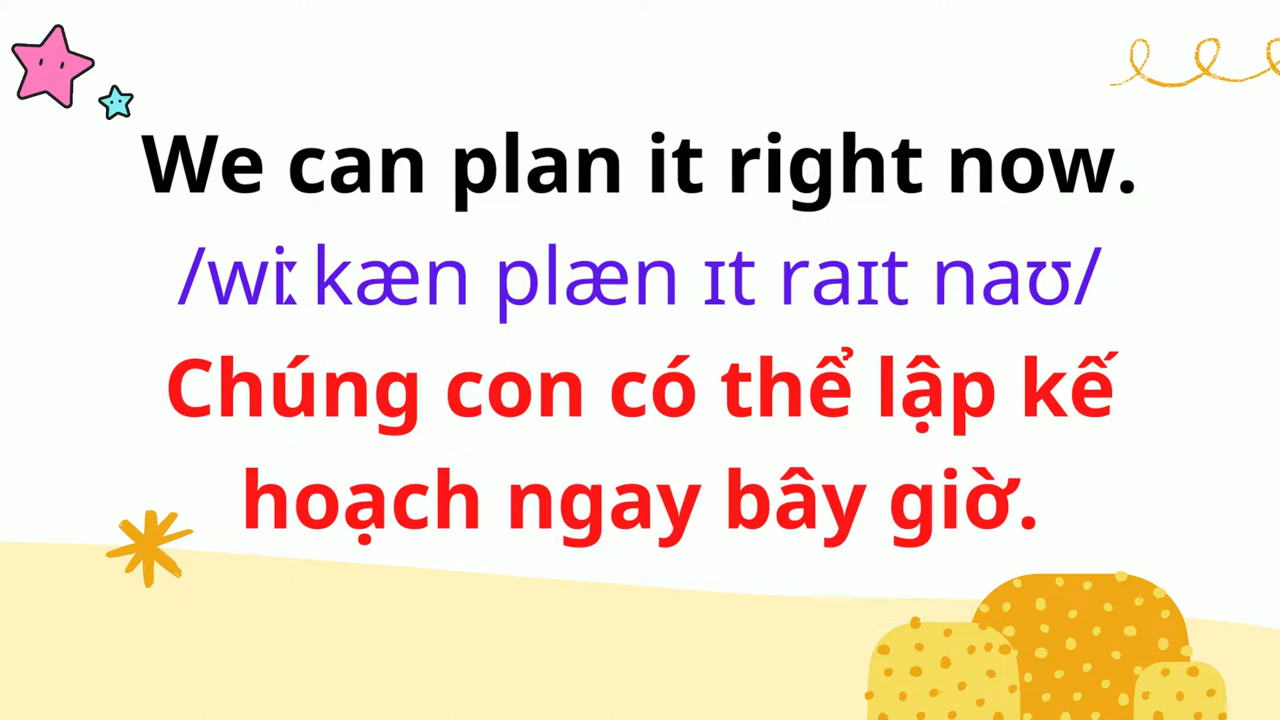 We can plan it right now.
/wiː kæn plæn ɪt raɪt naʊ/
Chúng con có thể lập kế
hoạch ngay bây giờ.